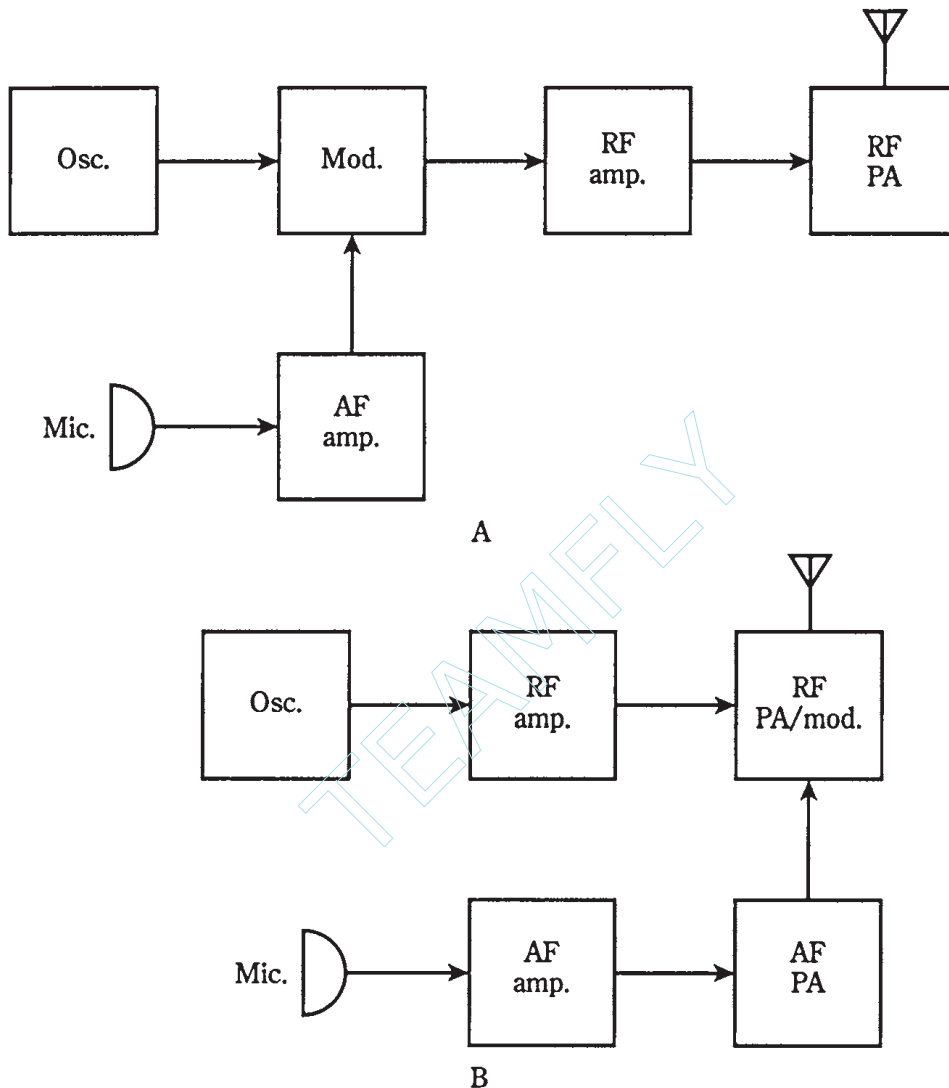 Osc.
Mod.
RF
amp.
RF
PA
Mic.
AF
amp.
A
Osc.
RF
amp.
RF
PA/mod.
Mic.
AF
amp.
AF
PA
B
TEAMFLY